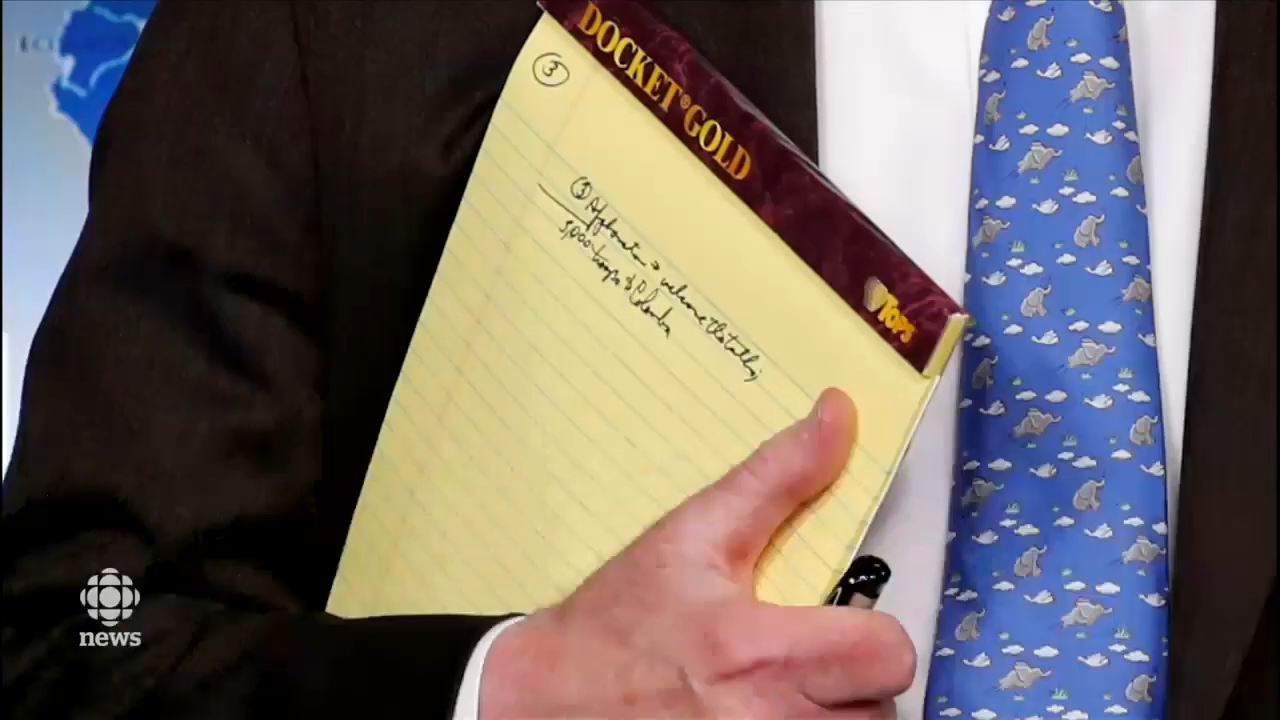 DOCKET® GOLD
TOPS
③
③ Afghanistan → welcome the talks
5,000 troops to Colombia
news